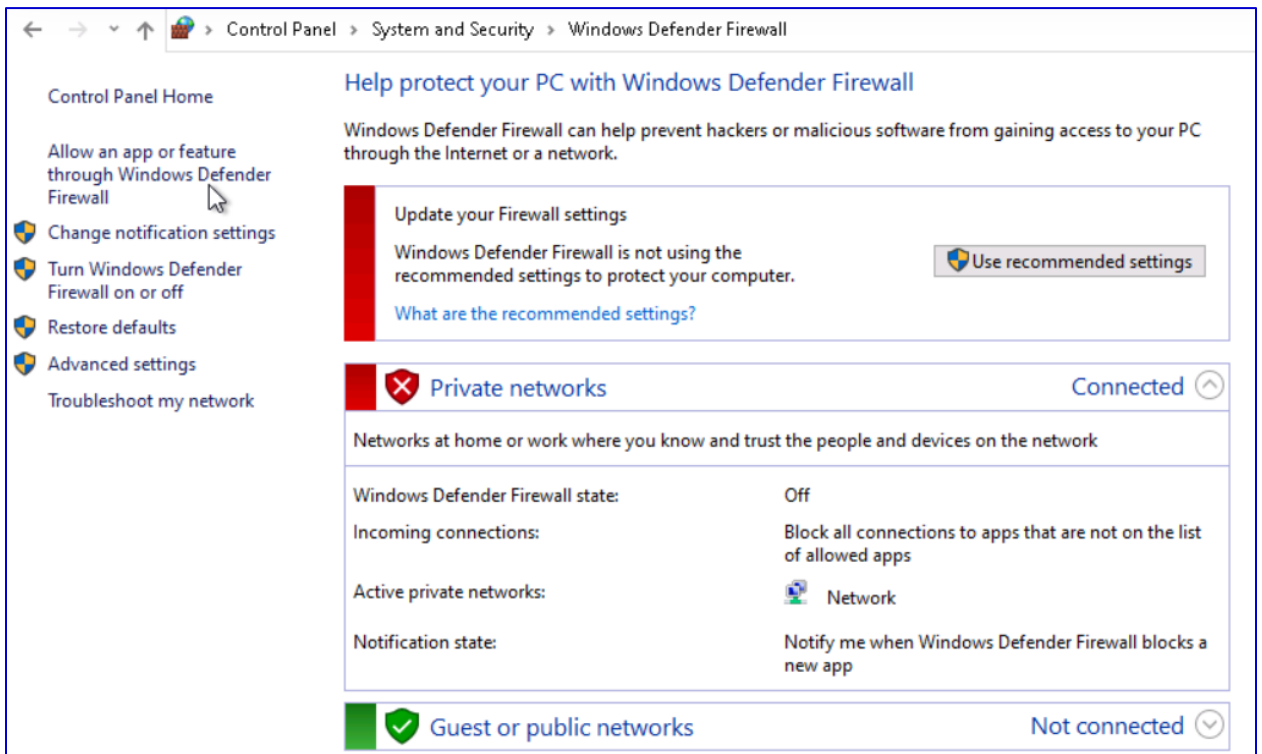 Control Panel > System and Security > Windows Defender Firewall
Control Panel Home
Allow an app or feature
through Windows Defender
Firewall
Change notification settings
Turn Windows Defender
Firewall on or off
Restore defaults
Advanced settings
Troubleshoot my network
Help protect your PC with Windows Defender Firewall
Windows Defender Firewall can help prevent hackers or malicious software from gaining access to your PC
through the Internet or a network.
Update your Firewall settings
Windows Defender Firewall is not using the
recommended settings to protect your computer.
Use recommended settings
What are the recommended settings?
Private networks Connected
Networks at home or work where you know and trust the people and devices on the network
Windows Defender Firewall state: Off
Incoming connections: Block all connections to apps that are not on the list
of allowed apps
Active private networks: Network
Notification state: Notify me when Windows Defender Firewall blocks a
new app
Guest or public networks Not connected